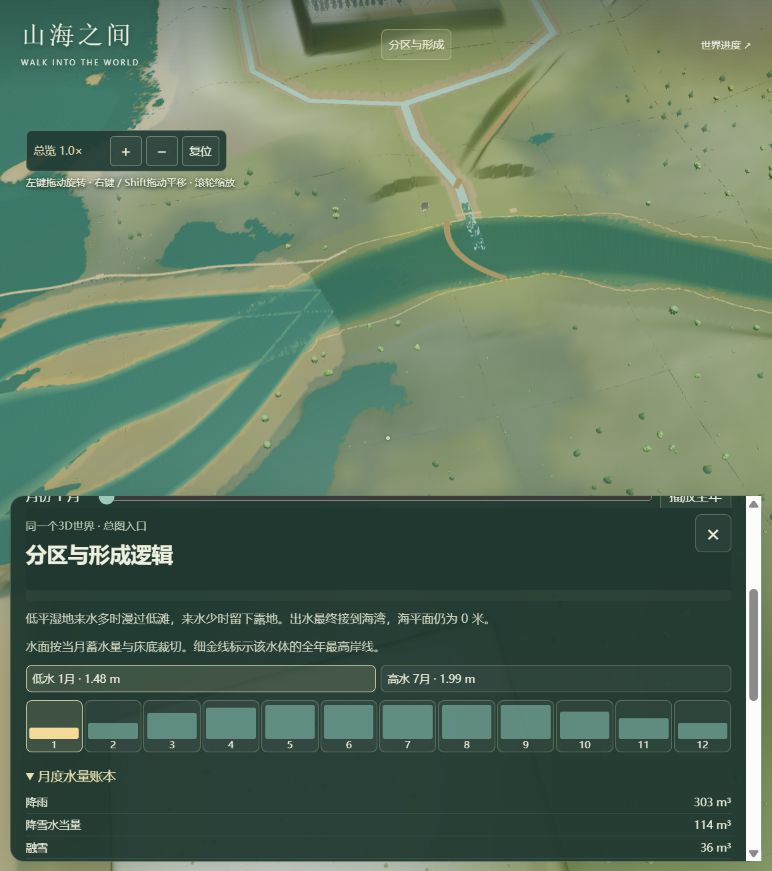 山海之间
WALK INTO THE WORLD
分区与形成
世界进度 ↗
总览 1.0× + − 复位
左键拖动旋转 · 右键 / Shift拖动平移 · 滚轮缩放
月份 1 月 播放全年
同一个3D世界 · 总图入口
分区与形成逻辑
×
低平湿地来水多时漫过低滩，来水少时留下露地。出水最终接到海湾，海平面仍为 0 米。
水面按当月蓄水量与床底裁切。细金线标示该水体的全年最高岸线。
低水 1月 · 1.48 m 高水 7月 · 1.99 m
1 2 3 4 5 6 7 8 9 10 11 12
▼ 月度水量账本
降雨 303 m³
降雪水当量 114 m³
融雪 36 m³